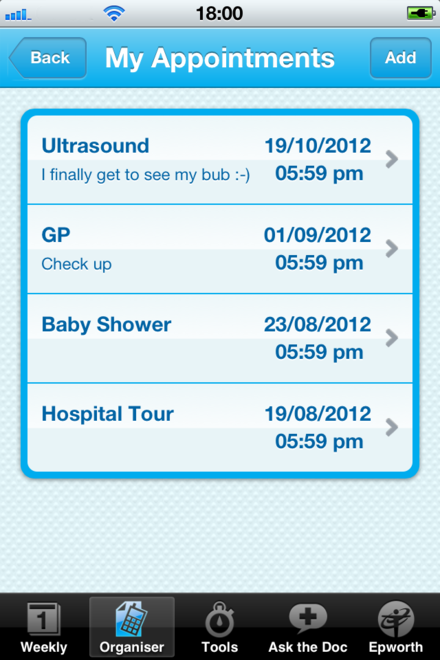 18:00
Back My Appointments Add
Ultrasound 19/10/2012
I finally get to see my bub :-) 05:59 pm
GP 01/09/2012
Check up 05:59 pm
Baby Shower 23/08/2012
05:59 pm
Hospital Tour 19/08/2012
05:59 pm
1
Weekly Organiser Tools Ask the Doc Epworth